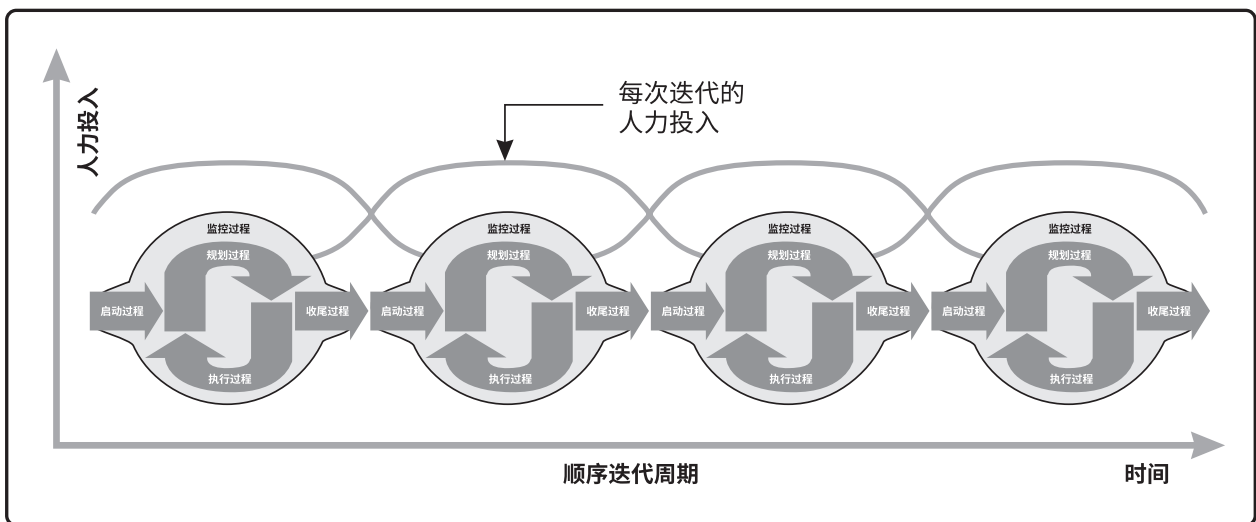 人力投入
每次迭代的
人力投入
监控过程
规划过程
启动过程
收尾过程
执行过程
监控过程
规划过程
启动过程
收尾过程
执行过程
监控过程
规划过程
启动过程
收尾过程
执行过程
监控过程
规划过程
启动过程
收尾过程
执行过程
顺序迭代周期
时间